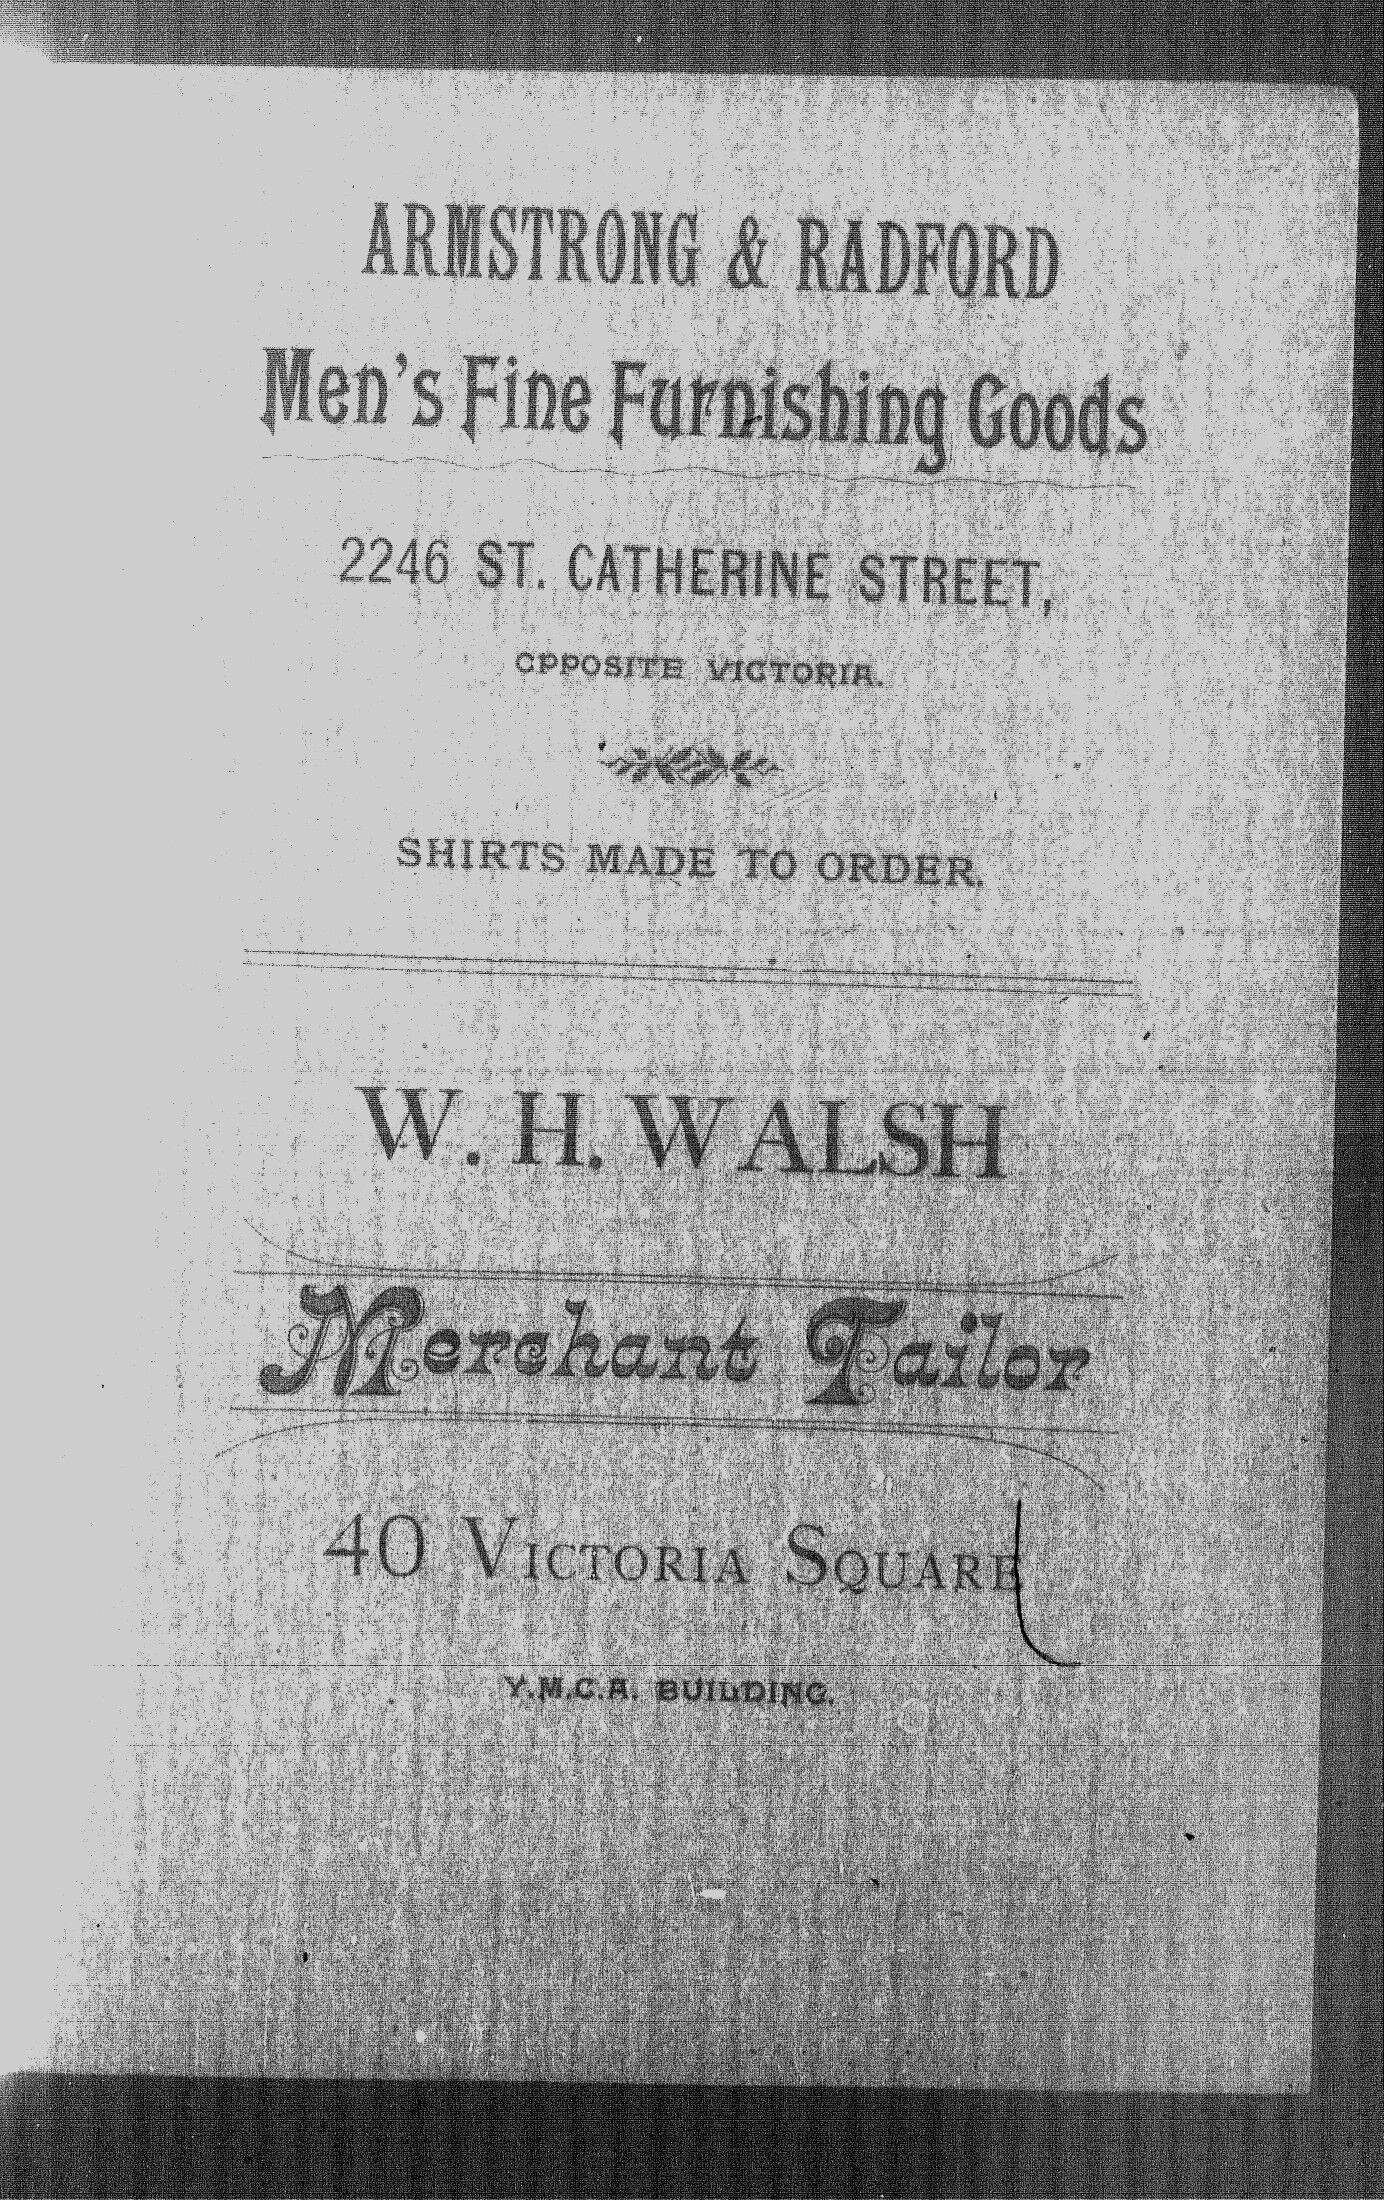 ARMSTRONG & RADFORD
Men's Fine Furnishing Goods
2246 ST. CATHERINE STREET,
OPPOSITE VICTORIA.
SHIRTS MADE TO ORDER.
W. H. WALSH
Merchant Tailor
40 VICTORIA SQUARE
Y.M.C.A. BUILDING.